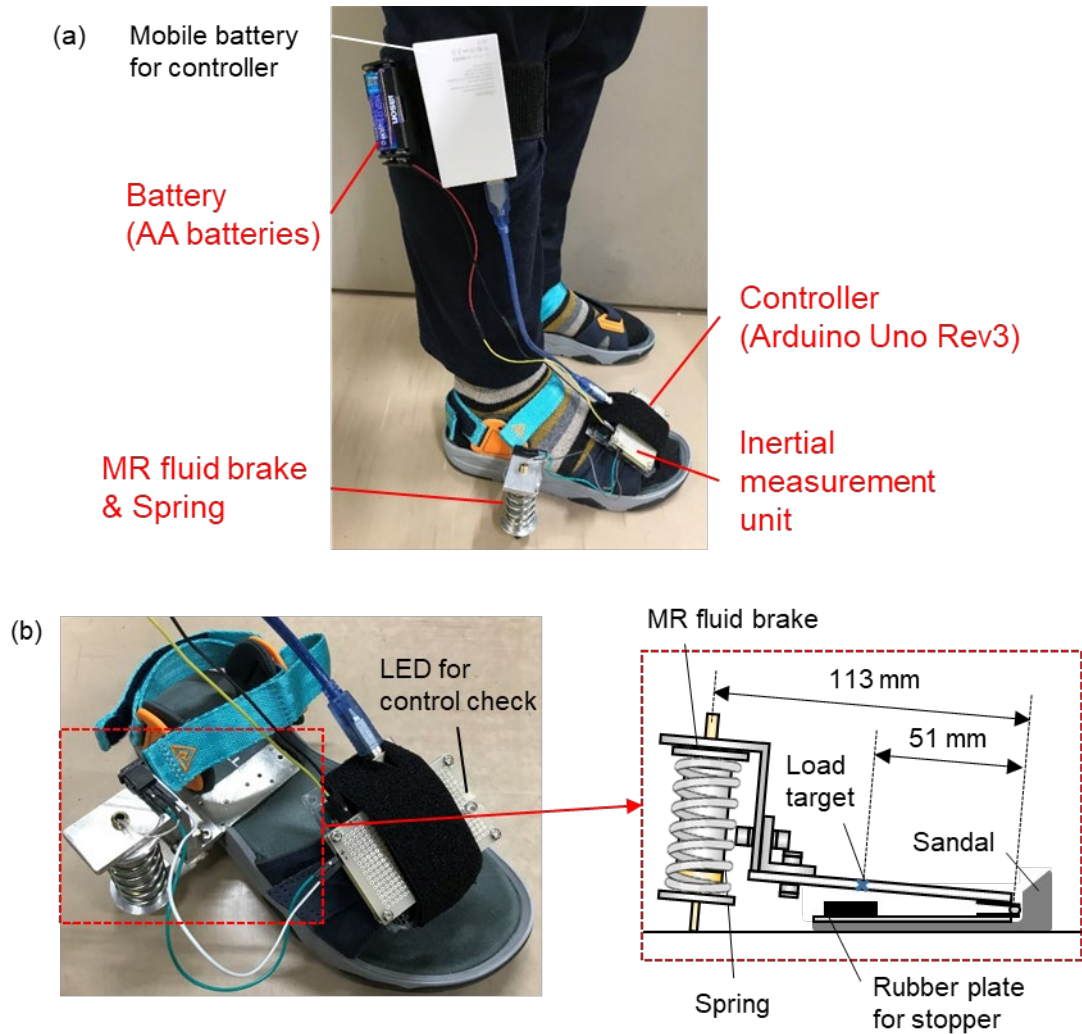 (a)
Mobile battery
for controller
Battery
(AA batteries)
Controller
(Arduino Uno Rev3)
MR fluid brake
& Spring
Inertial
measurement
unit
(b)
LED for
control check
MR fluid brake
113 mm
51 mm
Load
target
Sandal
Spring
Rubber plate
for stopper